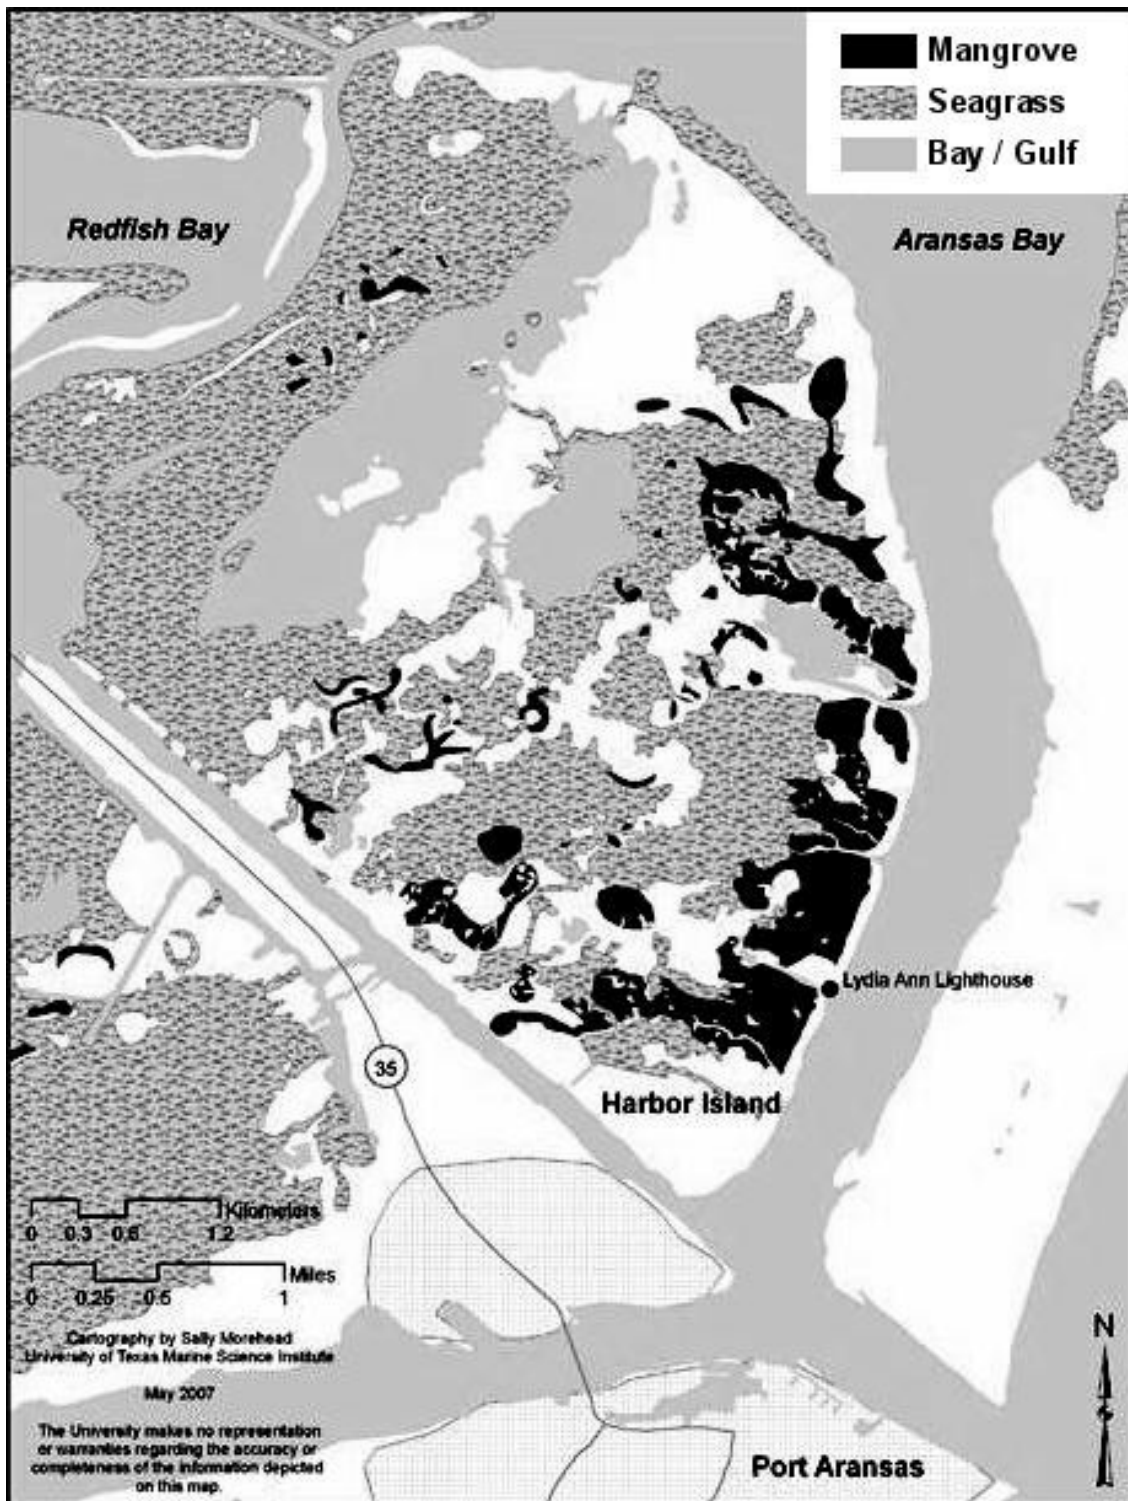 Mangrove
Seagrass
Bay / Gulf
Redfish Bay
Aransas Bay
Lydia Ann Lighthouse
35
Harbor Island
Kilometers
0 0.3 0.6 1.2
Miles
0 0.25 0.5 1
Cartography by Sally Morehead
University of Texas Marine Science Institute
May 2007
The University makes no representation
or warranties regarding the accuracy or
completeness of the information depicted
on this map.
N
Port Aransas